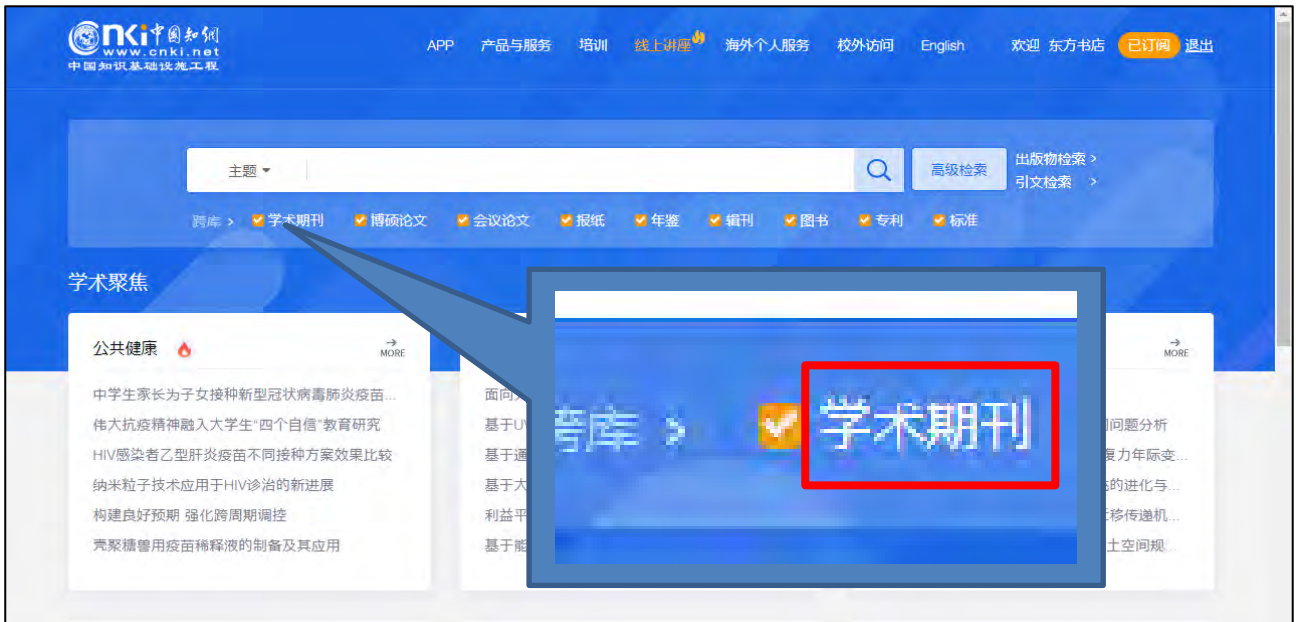 CNKi中国知网
www.cnki.net
中国知识基础设施工程
APP 产品与服务 培训 线上讲座 海外个人服务 校外访问 English 欢迎 东方书店 已订阅 退出
主题 高级检索 出版物检索 >
引文检索 >
跨库 > 学术期刊 博硕论文 会议论文 报纸 年鉴 辑刊 图书 专利 标准
学术聚焦
公共健康 MORE
中学生家长为子女接种新型冠状病毒肺炎疫苗...
伟大抗疫精神融入大学生“四个自信”教育研究
HIV感染者乙型肝炎疫苗不同接种方案效果比较
纳米粒子技术应用于HIV诊治的新进展
构建良好预期 强化跨周期调控
壳聚糖兽用疫苗稀释液的制备及其应用
面向
基于U
基于通
基于大
利益平
基于能
跨库 > 学术期刊
MORE
问题分析
力年际变...
的进化与...
移传递机...
土空间规